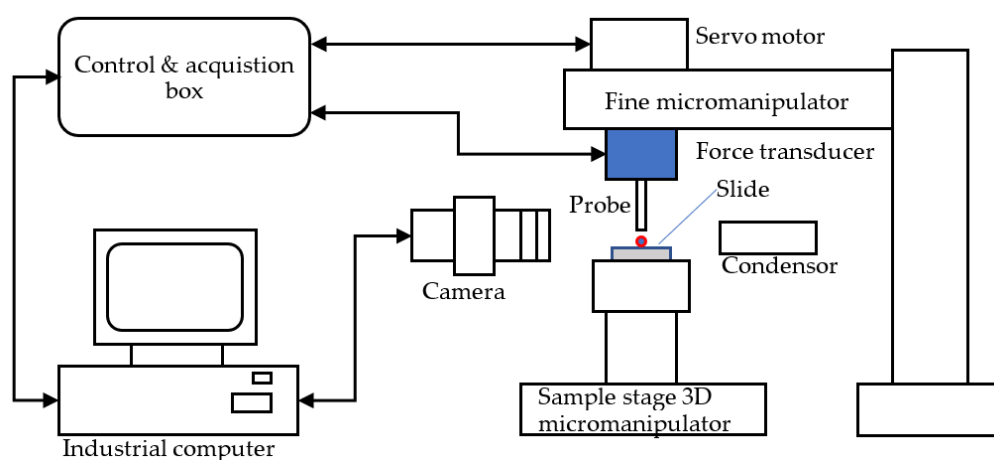 Control & acquistion
box
Servo motor
Fine micromanipulator
Force transducer
Slide
Probe
Condensor
Camera
Sample stage 3D
micromanipulator
Industrial computer